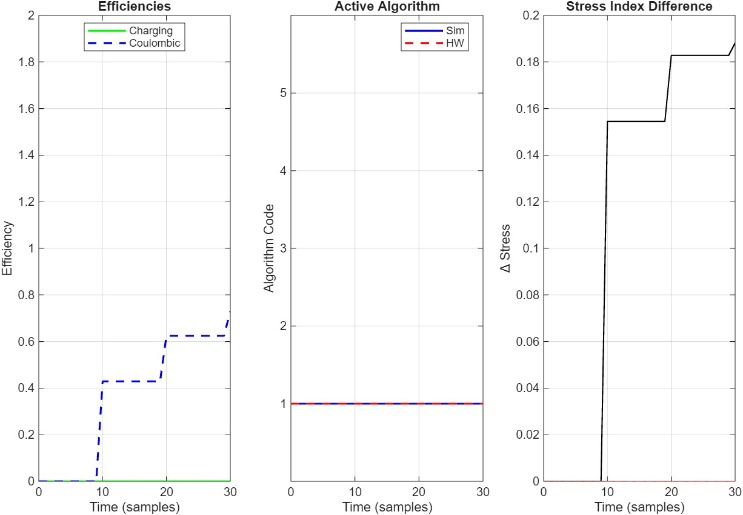 Efficiencies
Charging
Coulombic
2
1.8
1.6
1.4
1.2
1
0.8
0.6
0.4
0.2
0
Efficiency
0 10 20 30
Time (samples)
Active Algorithm
Sim
HW
5
4
3
2
1
Algorithm Code
0 10 20 30
Time (samples)
Stress Index Difference
0.2
0.18
0.16
0.14
0.12
0.1
0.08
0.06
0.04
0.02
0
Δ Stress
0 10 20 30
Time (samples)